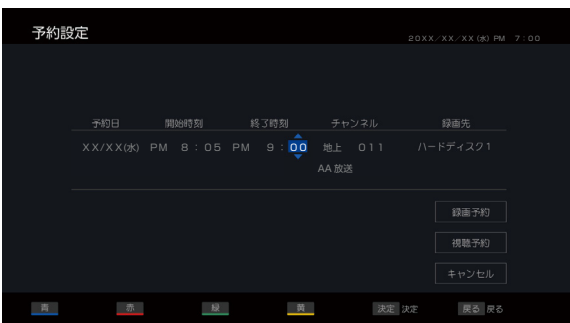 予約設定
20XX/XX/XX (水) PM 7:00
予約日 開始時刻 終了時刻 チャンネル 録画先
XX/XX(水) PM 8:05 PM 9:00 地上 011 ハードディスク1
AA 放送
録画予約
視聴予約
キャンセル
青 赤 緑 黄 決定 決定 戻る 戻る